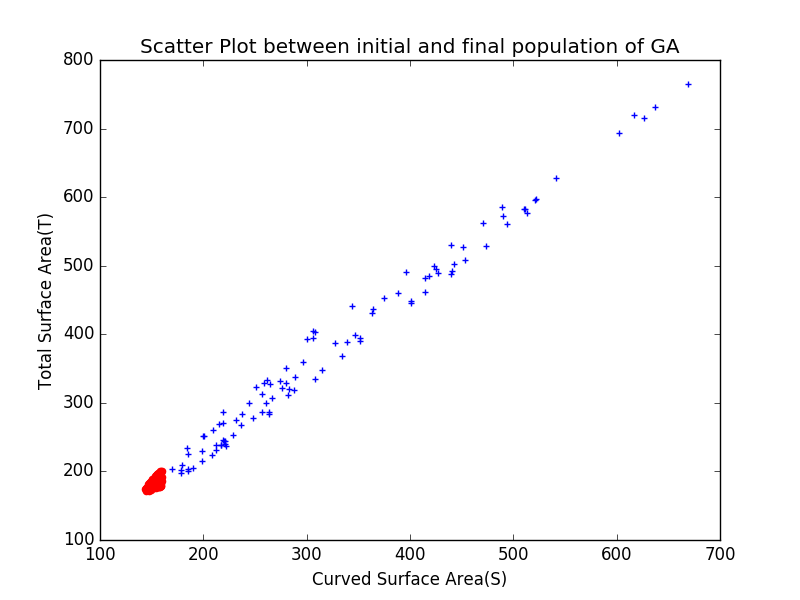 Scatter Plot between initial and final population of GA
800
700
600
500
400
300
200
100
Total Surface Area(T)
100 200 300 400 500 600 700
Curved Surface Area(S)